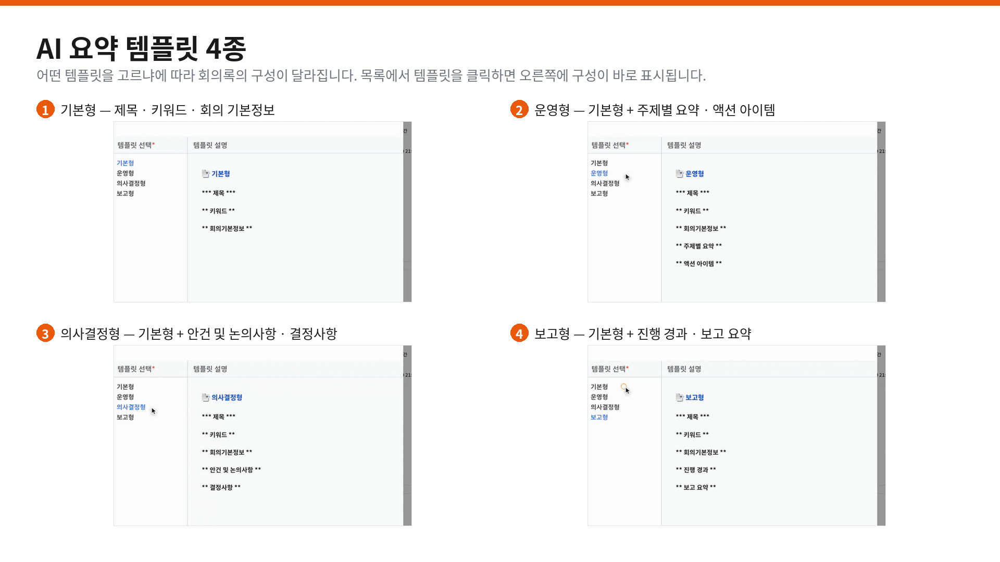 AI 요약 템플릿 4종
어떤 템플릿을 고르냐에 따라 회의록의 구성이 달라집니다. 목록에서 템플릿을 클릭하면 오른쪽에 구성이 바로 표시됩니다.
1 기본형 — 제목 · 키워드 · 회의 기본정보
간
템플릿 선택* 템플릿 설명
21:
기본형
운영형
의사결정형
보고형
기본형
*** 제목 ***
** 키워드 **
** 회의기본정보 **
2 운영형 — 기본형 + 주제별 요약 · 액션 아이템
간
템플릿 선택* 템플릿 설명
21:
기본형
운영형
의사결정형
보고형
운영형
*** 제목 ***
** 키워드 **
** 회의기본정보 **
** 주제별 요약 **
** 액션 아이템 **
3 의사결정형 — 기본형 + 안건 및 논의사항 · 결정사항
간
템플릿 선택* 템플릿 설명
21:
기본형
운영형
의사결정형
보고형
의사결정형
*** 제목 ***
** 키워드 **
** 회의기본정보 **
** 안건 및 논의사항 **
** 결정사항 **
4 보고형 — 기본형 + 진행 경과 · 보고 요약
간
템플릿 선택* 템플릿 설명
21:
기본형
운영형
의사결정형
보고형
보고형
*** 제목 ***
** 키워드 **
** 회의기본정보 **
** 진행 경과 **
** 보고 요약 **